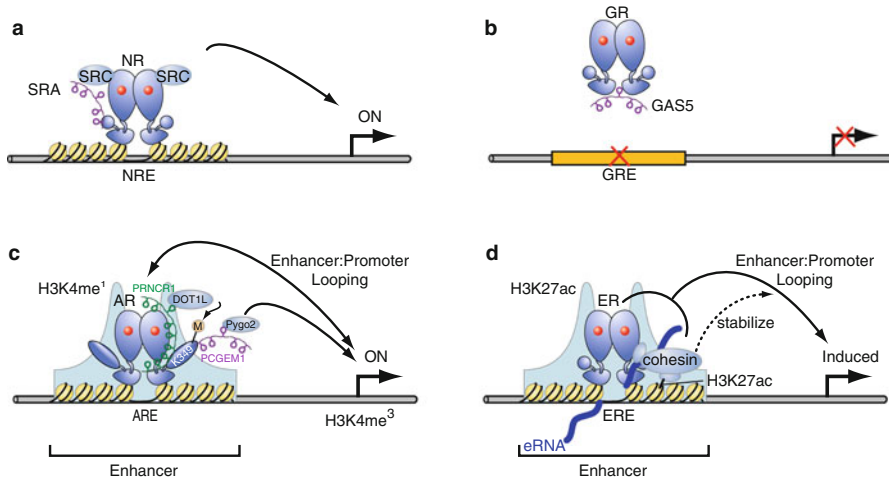 a
NR
SRC
SRC
SRA
ON
NRE
b
GR
GAS5
GRE
c
H3K4me¹
Enhancer:Promoter
Looping
PRNCR1
DOT1L
AR
M
Pygo2
K349
PCGEM1
ON
ARE
H3K4me³
Enhancer
d
H3K27ac
Enhancer:Promoter
Looping
ER
stabilize
cohesin
Induced
H3K27ac
ERE
eRNA
Enhancer